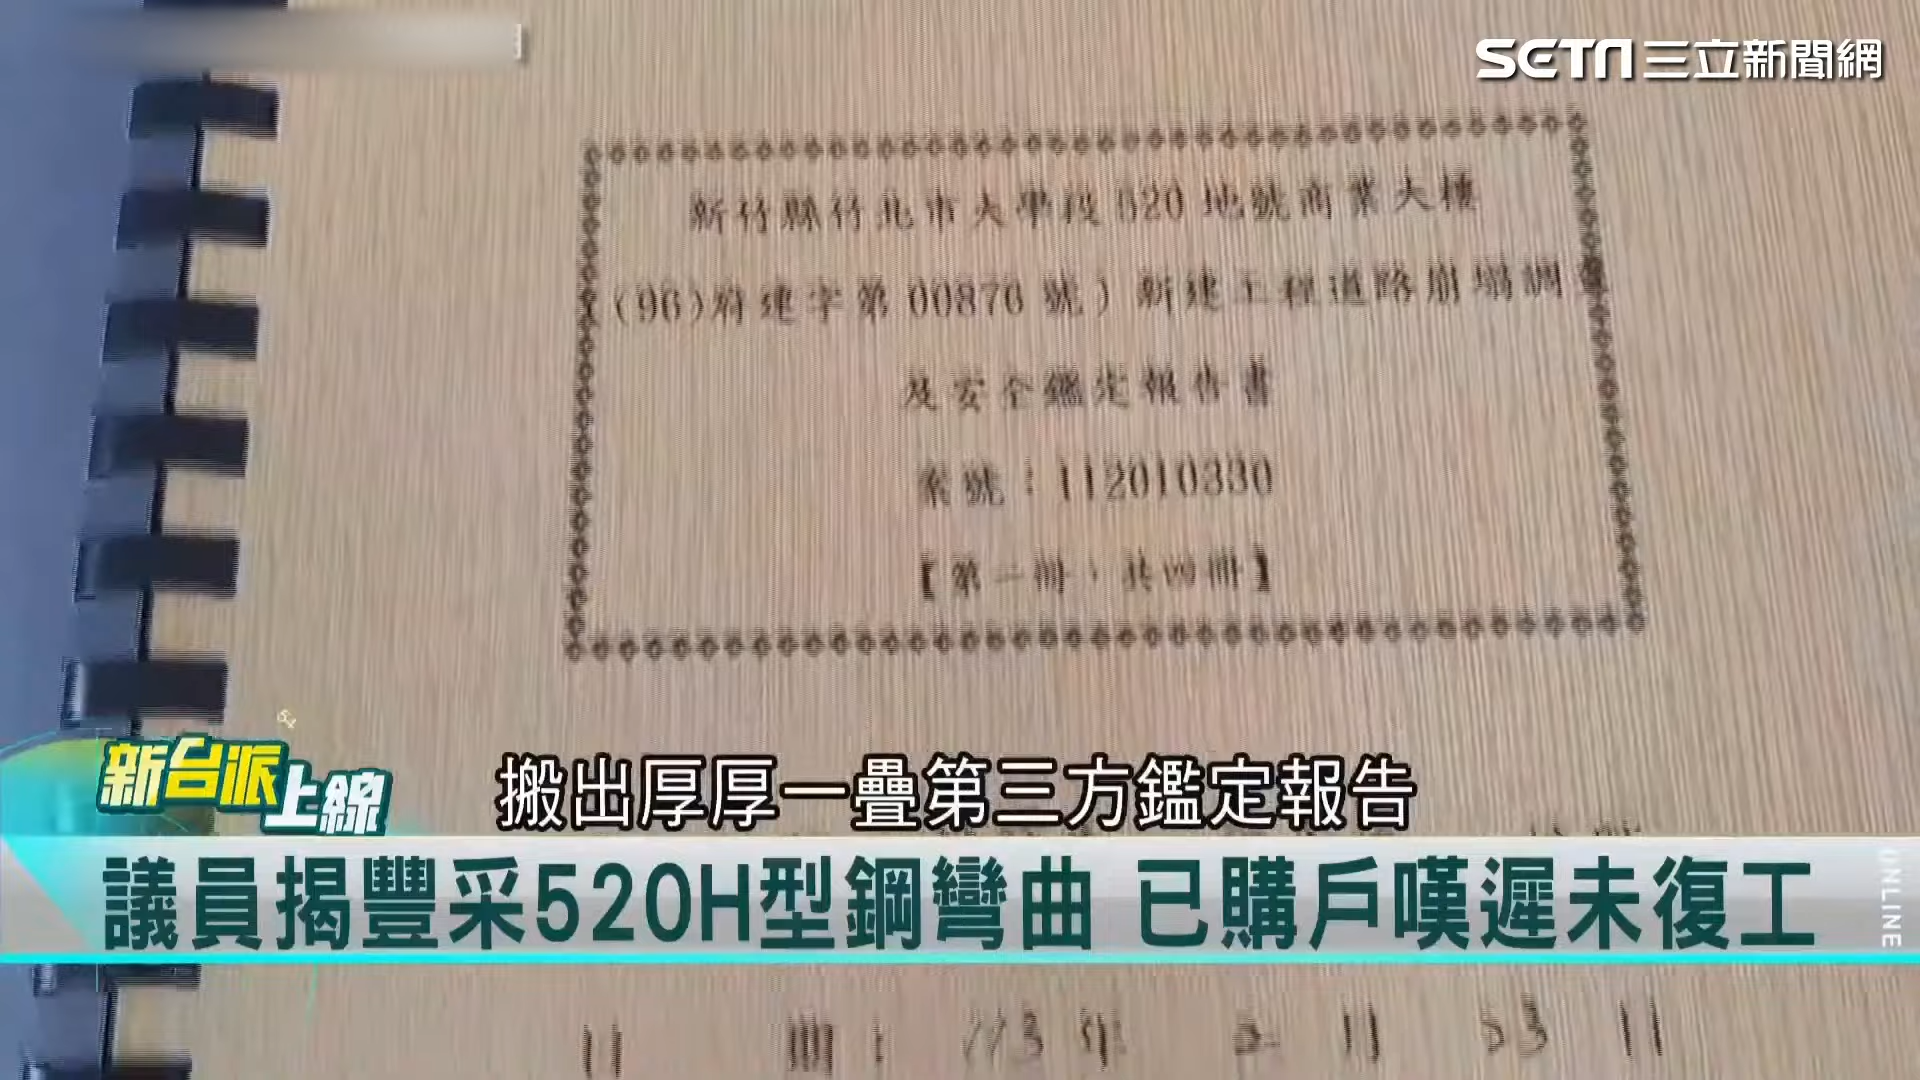 SETN三立新聞網
新竹縣竹北市大學段520地號商業大樓
(96)府建字第00876號)新建工程道路崩塌調
及安全鑑定報告書
案號：112010330
【第二冊，共四冊】
新台派上線
搬出厚厚一疊第三方鑑定報告
議員揭豐采520H型鋼彎曲 已購戶嘆遲未復工
ONLINE